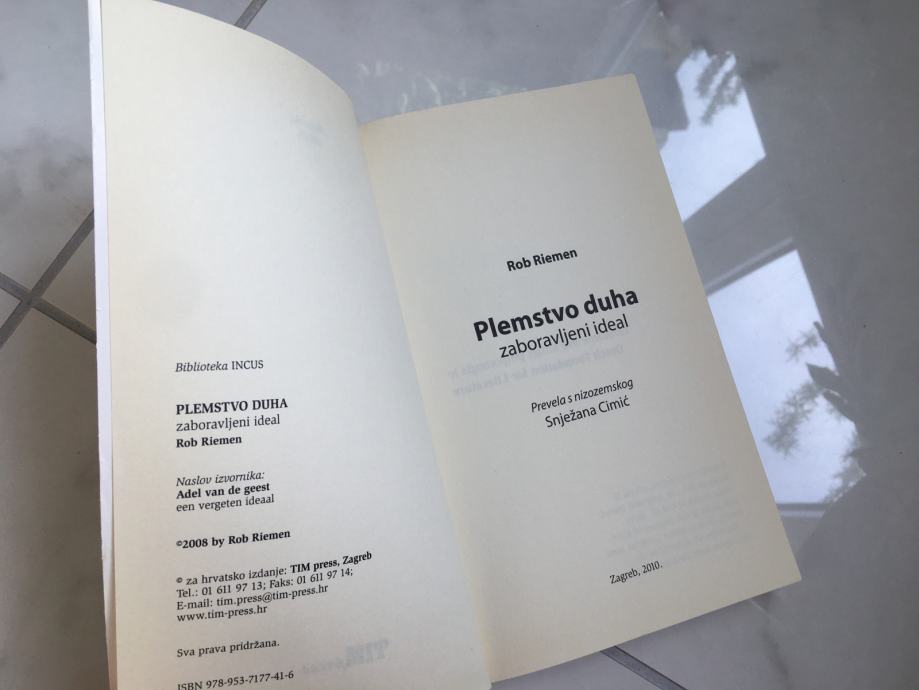 Biblioteka INCUS
PLEMSTVO DUHA
zaboravljeni ideal
Rob Riemen
Naslov izvornika:
Adel van de geest
een vergeten ideaal
©2008 by Rob Riemen
© za hrvatsko izdanje: TIM press, Zagreb
Tel.: 01 611 97 13; Faks: 01 611 97 14;
E-mail: tim.press@tim-press.hr
www.tim-press.hr
Sva prava pridržana.
ISBN 978-953-7177-41-6
Rob Riemen
Plemstvo duha
zaboravljeni ideal
Prevela s nizozemskog
Snježana Cimić
Zagreb, 2010.